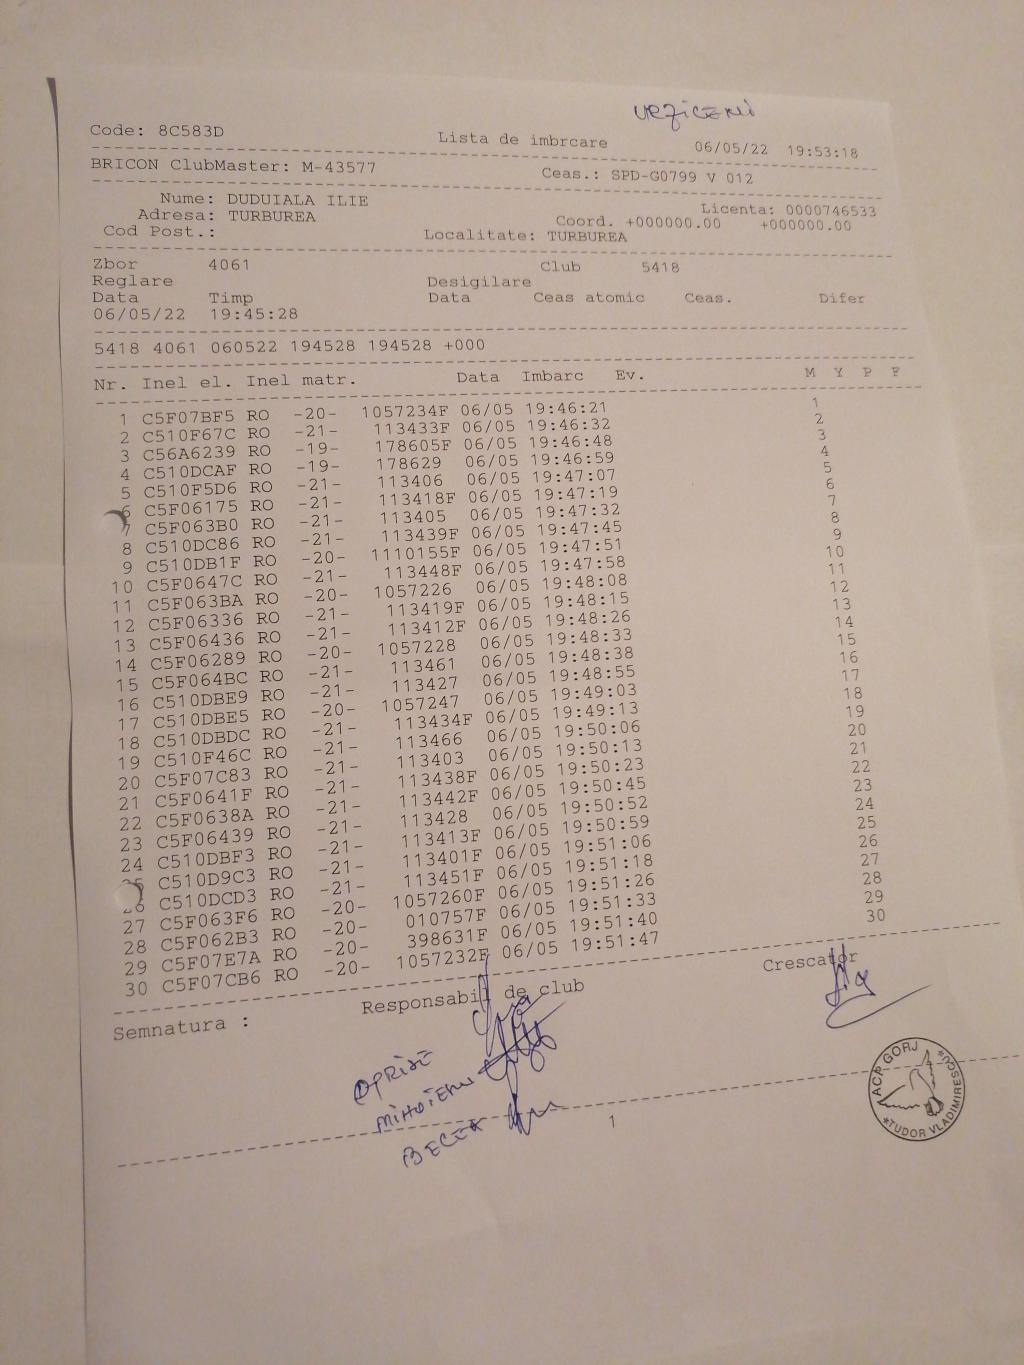 URZICENI
Code: 8C583D Lista de imbrcare 06/05/22 19:53:18
BRICON ClubMaster: M-43577 Ceas.: SPD-G0799 V 012
Nume: DUDUIALA ILIE Licenta: 0000746533
Adresa: TURBUREA Coord. +000000.00 +000000.00
Cod Post.: Localitate: TURBUREA
Zbor 4061 Club 5418
Reglare Desigilare
Data Timp Data Ceas atomic Ceas. Difer
06/05/22 19:45:28
5418 4061 060522 194528 194528 +000
Nr. Inel el. Inel matr. Data Imbarc Ev. M Y P F
1 C5F07BF5 RO -20- 1057234F 06/05 19:46:21 1
2 C510F67C RO -21- 113433F 06/05 19:46:32 2
3 C56A6239 RO -19- 178605F 06/05 19:46:48 3
4 C510DCAF RO -19- 178629 06/05 19:46:59 4
5 C510F5D6 RO -21- 113406 06/05 19:47:07 5
6 C5F06175 RO -21- 113418F 06/05 19:47:19 6
7 C5F063B0 RO -21- 113405 06/05 19:47:32 7
8 C510DC86 RO -21- 113439F 06/05 19:47:45 8
9 C510DB1F RO -20- 1110155F 06/05 19:47:51 9
10 C5F0647C RO -21- 113448F 06/05 19:47:58 10
11 C5F063BA RO -20- 1057226 06/05 19:48:08 11
12 C5F06336 RO -21- 113419F 06/05 19:48:15 12
13 C5F06436 RO -21- 113412F 06/05 19:48:26 13
14 C5F06289 RO -20- 1057228 06/05 19:48:33 14
15 C5F064BC RO -21- 113461 06/05 19:48:38 15
16 C510DBE9 RO -21- 113427 06/05 19:48:55 16
17 C510DBE5 RO -20- 1057247 06/05 19:49:03 17
18 C510DBDC RO -21- 113434F 06/05 19:49:13 18
19 C510F46C RO -21- 113466 06/05 19:50:06 19
20 C5F07C83 RO -21- 113403 06/05 19:50:13 20
21 C5F0641F RO -21- 113438F 06/05 19:50:23 21
22 C5F0638A RO -21- 113442F 06/05 19:50:45 22
23 C5F06439 RO -21- 113428 06/05 19:50:52 23
24 C510DBF3 RO -21- 113413F 06/05 19:50:59 24
25 C510D9C3 RO -21- 113401F 06/05 19:51:06 25
26 C510DCD3 RO -21- 113451F 06/05 19:51:18 26
27 C5F063F6 RO -20- 1057260F 06/05 19:51:26 27
28 C5F062B3 RO -20- 010757F 06/05 19:51:33 28
29 C5F07E7A RO -20- 398631F 06/05 19:51:40 29
30 C5F07CB6 RO -20- 1057232F 06/05 19:51:47 30
Semnatura : Responsabil de club Crescator
OPRIȘE
MIHOIEM
BECEA
1
ACP GORJ
*TUDOR VLADIMIRESCU*